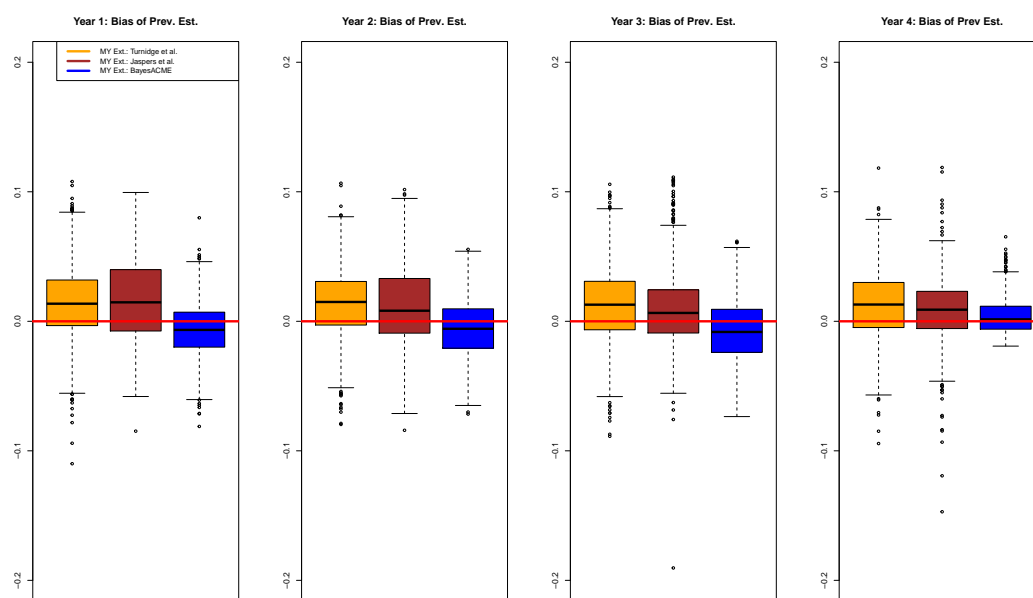 Year 1: Bias of Prev. Est.
Year 2: Bias of Prev. Est.
Year 3: Bias of Prev. Est.
Year 4: Bias of Prev Est.
MY Ext.: Turnidge et al.
MY Ext.: Jaspers et al.
MY Ext.: BayesACME
0.2
0.1
0.0
−0.1
−0.2
0.2
0.1
0.0
−0.1
−0.2
0.2
0.1
0.0
−0.1
−0.2
0.2
0.1
0.0
−0.1
−0.2